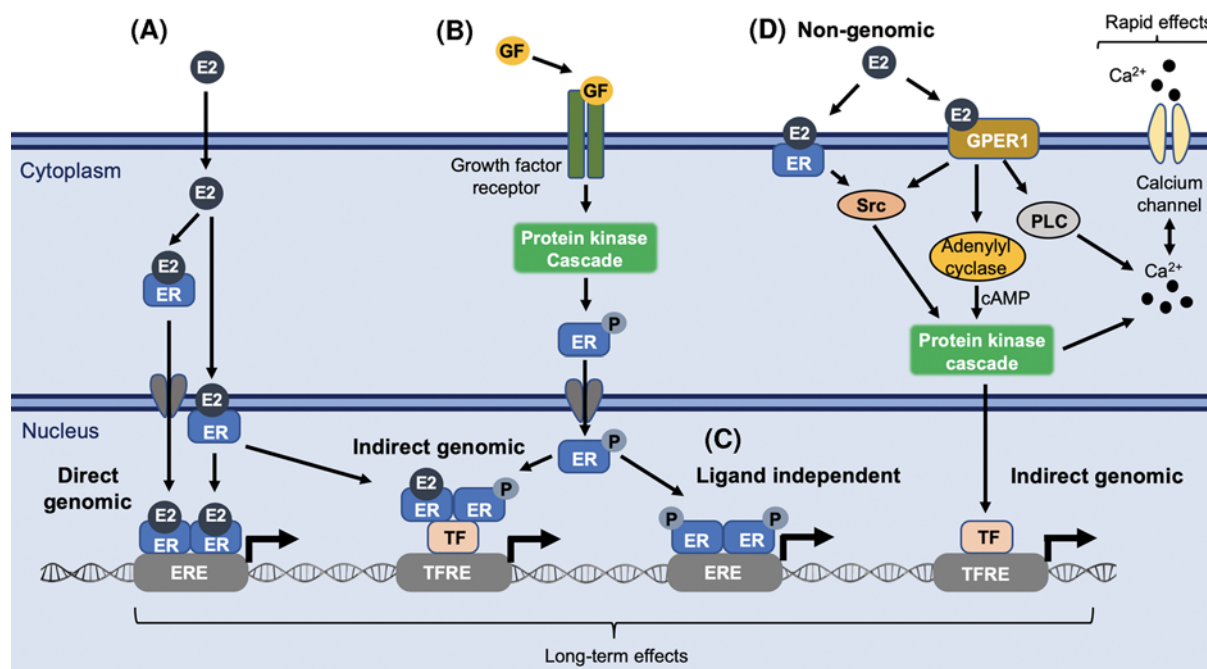 (A)
E2
E2
E2
ER
E2
ER
Direct
genomic
E2
E2
ER
ER
ERE
Cytoplasm
Nucleus
(B)
GF
GF
Growth factor
receptor
Protein kinase
Cascade
ER
P
ER
P
Indirect genomic
E2
ER
ER
P
TF
TFRE
(C)
Ligand independent
P
P
ER
ER
ERE
(D)
Non-genomic
E2
E2
ER
E2
GPER1
Src
Adenylyl
cyclase
cAMP
PLC
Protein kinase
cascade
Rapid effects
Ca2+
Calcium
channel
Ca2+
Indirect genomic
TF
TFRE
Long-term effects